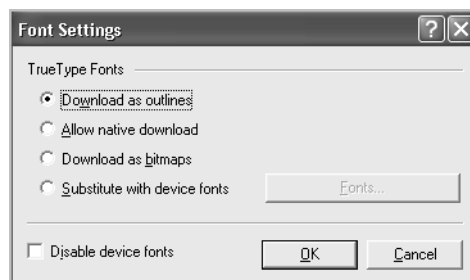 Font Settings
TrueType Fonts
Download as outlines
Allow native download
Download as bitmaps
Substitute with device fonts
Fonts...
Disable device fonts
OK
Cancel